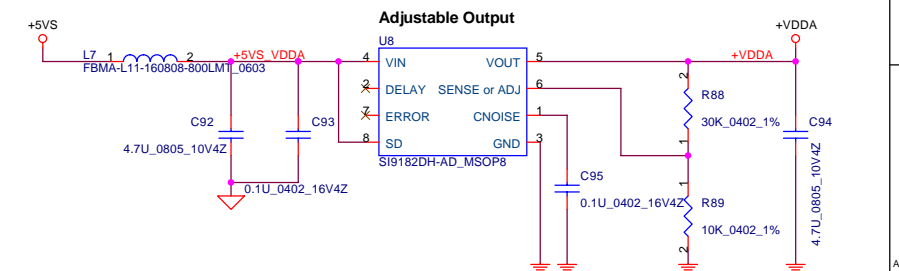 Adjustable Output
+5VS
+VDDA
U8
L7 1 2 +5VS_VDDA
FBMA-L11-160808-800LMT_0603
4 VIN VOUT 5
+VDDA
2 DELAY SENSE or ADJ 6
7 ERROR CNOISE 1
8 SD GND 3
SI9182DH-AD_MSOP8
C92
4.7U_0805_10V4Z
C93
0.1U_0402_16V4Z
C95
0.1U_0402_16V4Z
2
R88
30K_0402_1%
1
1
R89
10K_0402_1%
2
C94
4.7U_0805_10V4Z
A